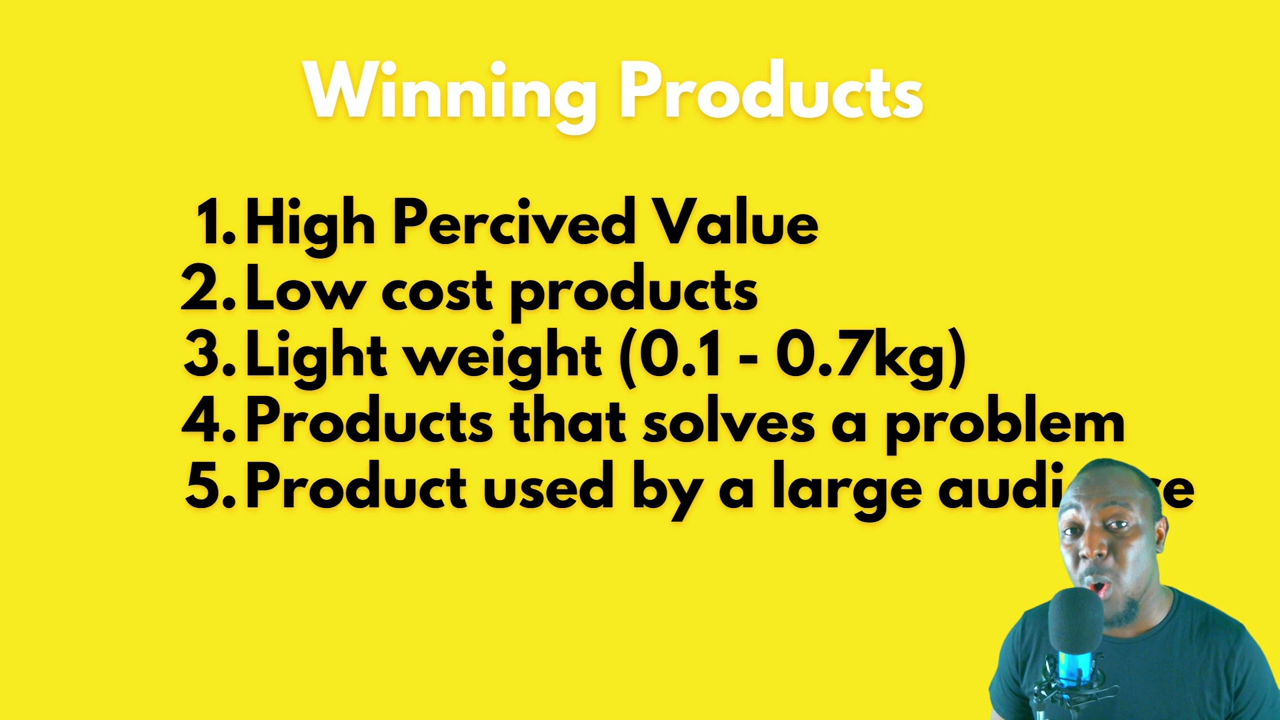 Winning Products
1. High Percived Value
2. Low cost products
3. Light weight (0.1 - 0.7kg)
4. Products that solves a problem
5. Product used by a large